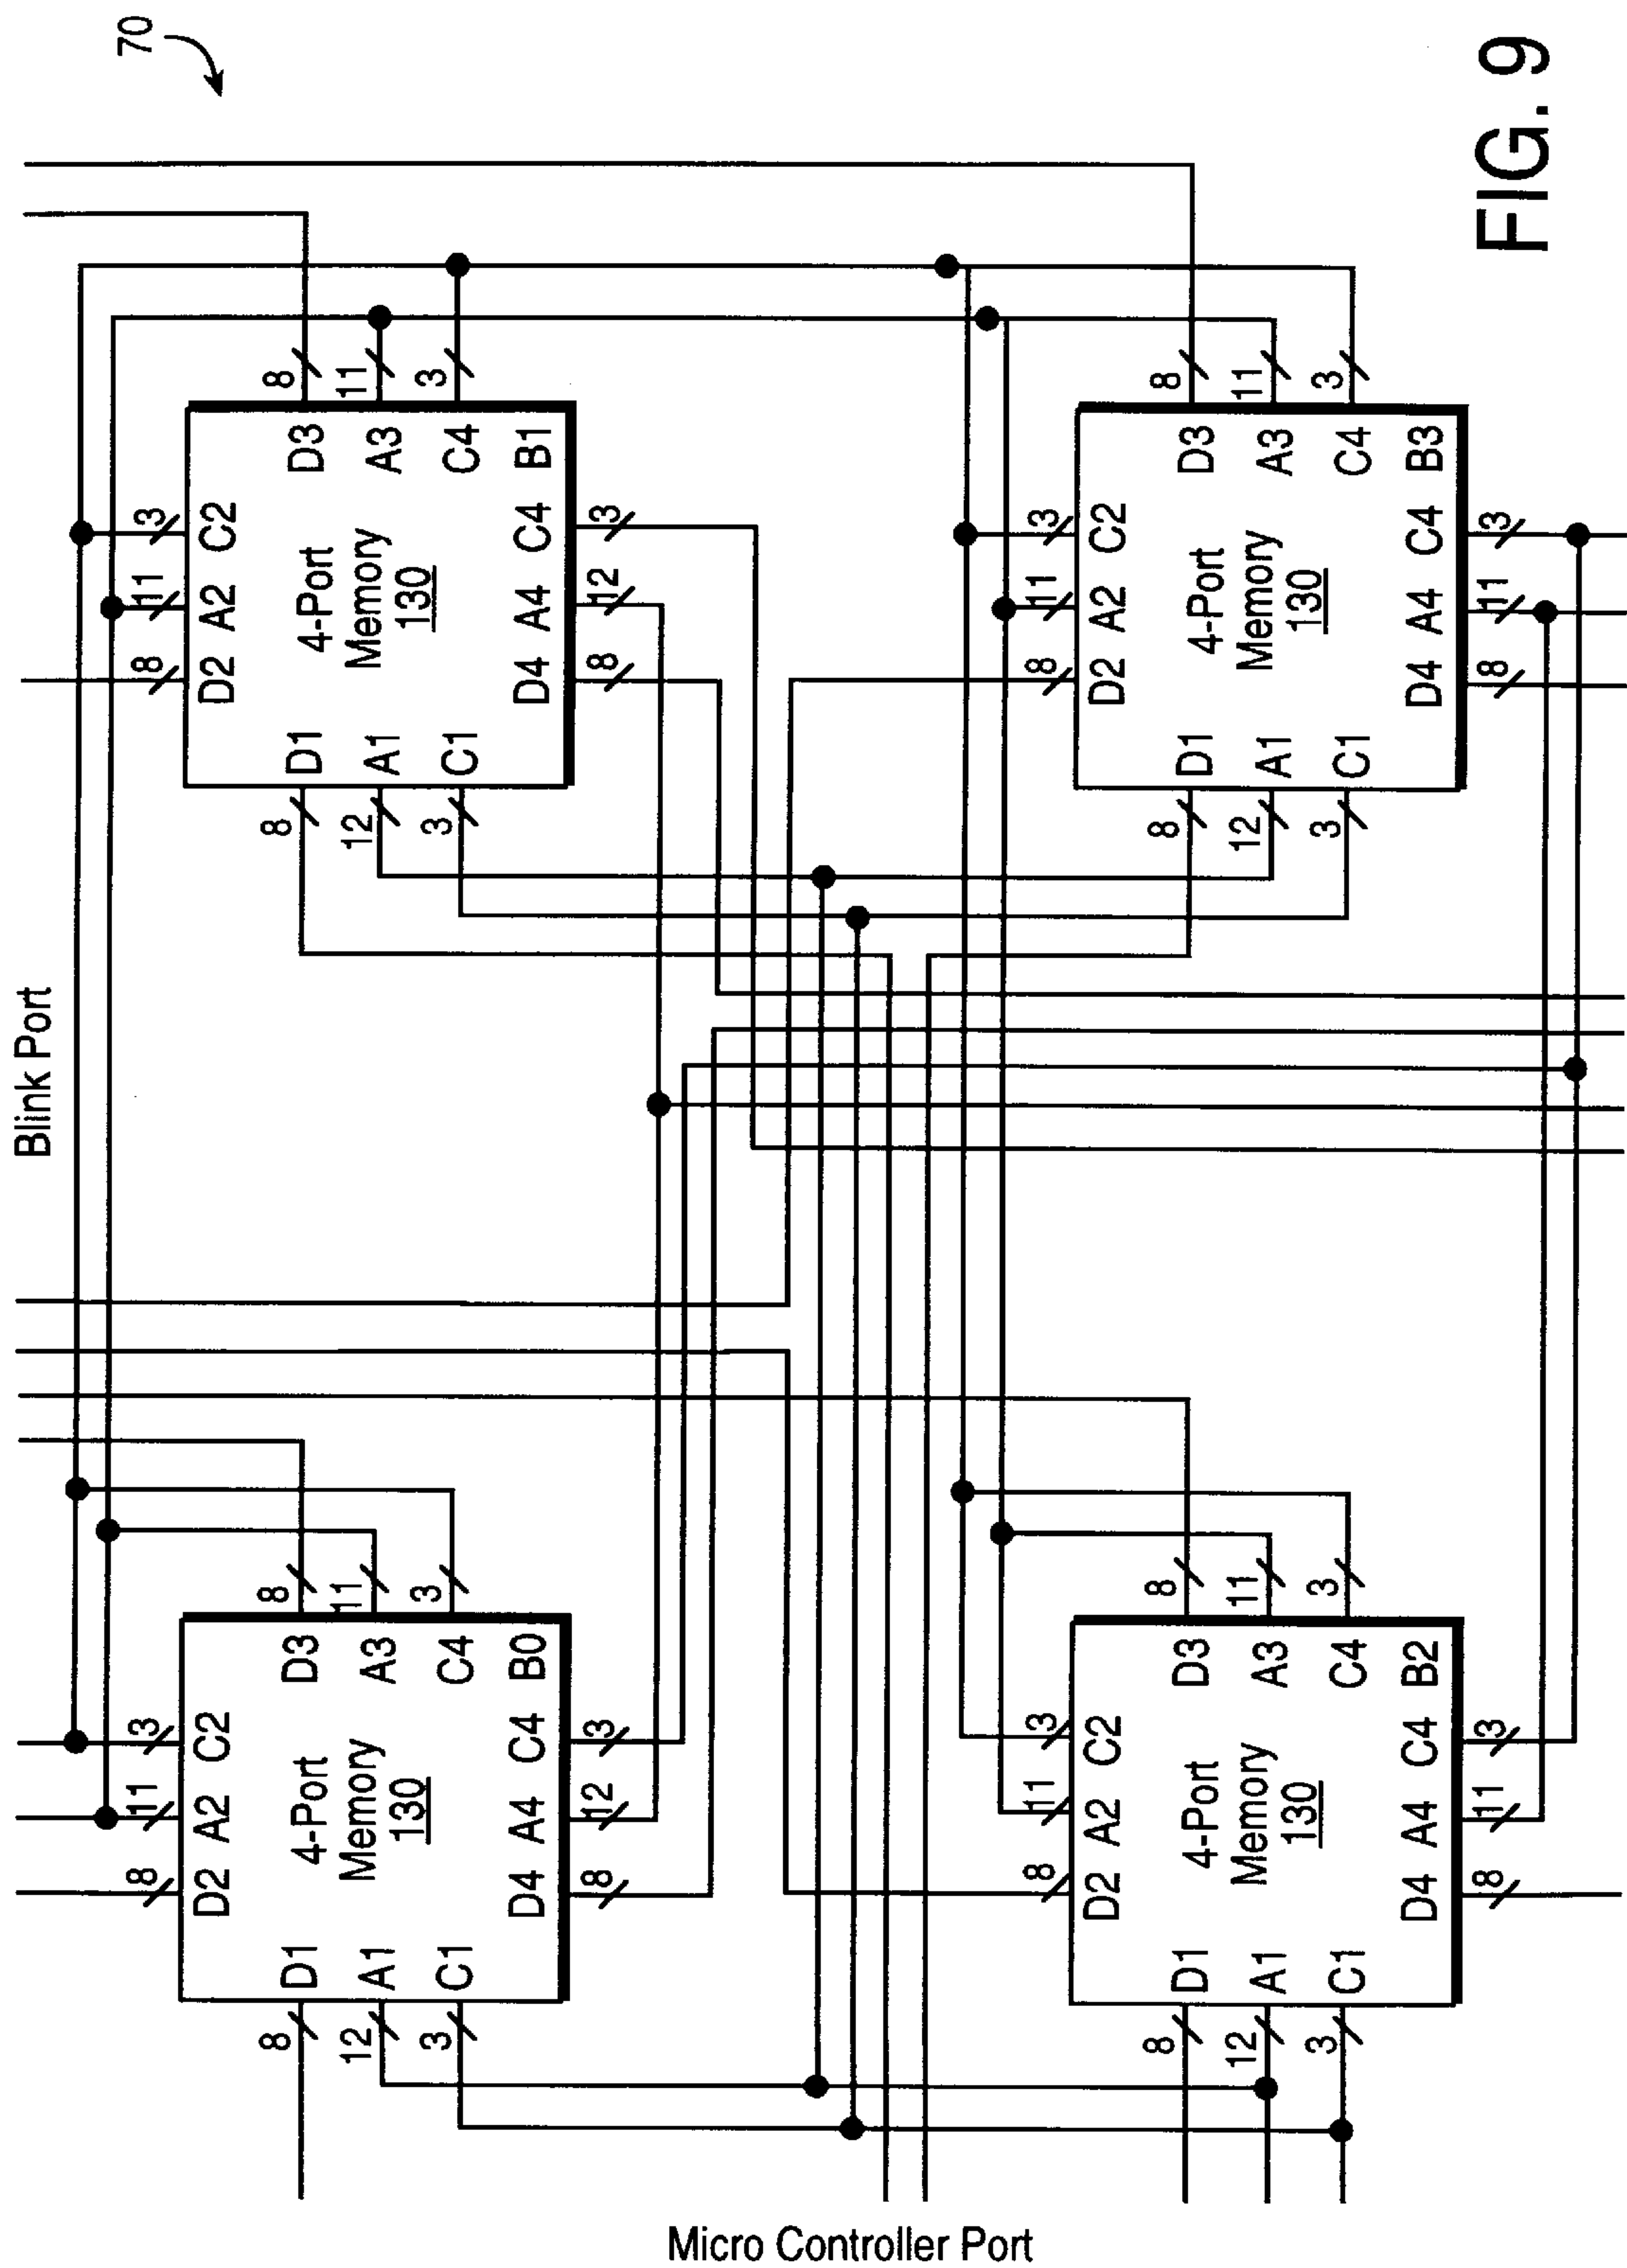 70
Blink Port
8
11
3
8
11
3
D2
A2
C2
D1
A1
C1
D3
A3
C4
4-Port
Memory
130
D4
A4
C4
B0
8
12
3
8
12
3
8
11
3
8
11
3
D2
A2
C2
D1
A1
C1
D3
A3
C4
4-Port
Memory
130
D4
A4
C4
B1
8
12
3
8
12
3
8
11
3
8
11
3
D2
A2
C2
D1
A1
C1
D3
A3
C4
4-Port
Memory
130
D4
A4
C4
B2
8
12
3
8
11
3
8
11
3
8
11
3
D2
A2
C2
D1
A1
C1
D3
A3
C4
4-Port
Memory
130
D4
A4
C4
B3
8
12
3
8
11
3
Micro Controller Port
FIG. 9